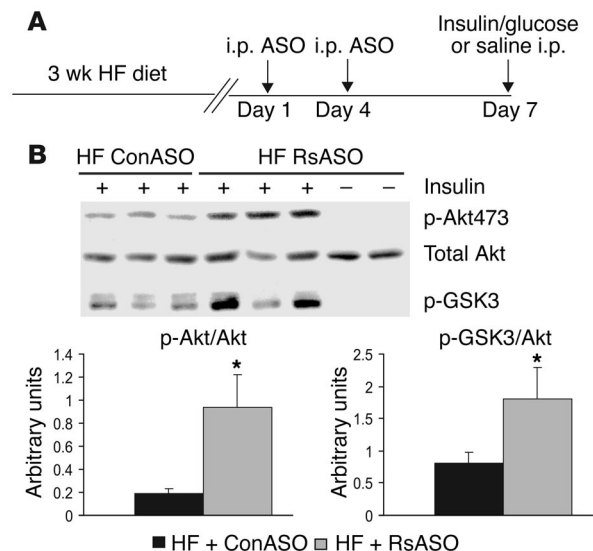 A
i.p. ASO i.p. ASO Insulin/glucose or saline i.p.
3 wk HF diet
Day 1 Day 4 Day 7
B
HF ConASO HF RsASO
+ + + + + + – – Insulin
p-Akt473
Total Akt
p-GSK3
p-Akt/Akt p-GSK3/Akt
Arbitrary units
1.4
1.2
1
0.8
0.6
0.4
0.2
0
*
Arbitrary units
2.5
2
1.5
1
0.5
0
*
HF + ConASO HF + RsASO